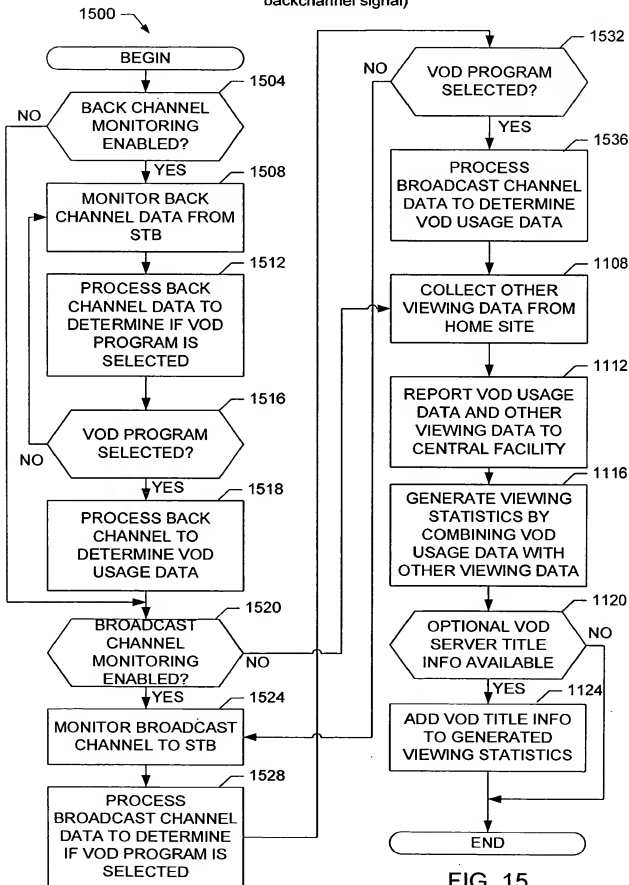 backchannel signal)
1500
BEGIN
1504
BACK CHANNEL
MONITORING
ENABLED?
NO
YES
1508
MONITOR BACK
CHANNEL DATA FROM
STB
1512
PROCESS BACK
CHANNEL DATA TO
DETERMINE IF VOD
PROGRAM IS
SELECTED
1516
VOD PROGRAM
SELECTED?
NO
YES
1518
PROCESS BACK
CHANNEL TO
DETERMINE VOD
USAGE DATA
1520
BROADCAST
CHANNEL
MONITORING
ENABLED?
NO
YES
1524
MONITOR BROADCAST
CHANNEL TO STB
1528
PROCESS
BROADCAST CHANNEL
DATA TO DETERMINE
IF VOD PROGRAM IS
SELECTED
1532
NO
VOD PROGRAM
SELECTED?
YES
1536
PROCESS
BROADCAST CHANNEL
DATA TO DETERMINE
VOD USAGE DATA
1108
COLLECT OTHER
VIEWING DATA FROM
HOME SITE
1112
REPORT VOD USAGE
DATA AND OTHER
VIEWING DATA TO
CENTRAL FACILITY
1116
GENERATE VIEWING
STATISTICS BY
COMBINING VOD
USAGE DATA WITH
OTHER VIEWING DATA
1120
OPTIONAL VOD
SERVER TITLE
INFO AVAILABLE
NO
YES
1124
ADD VOD TITLE INFO
TO GENERATED
VIEWING STATISTICS
END
FIG. 15